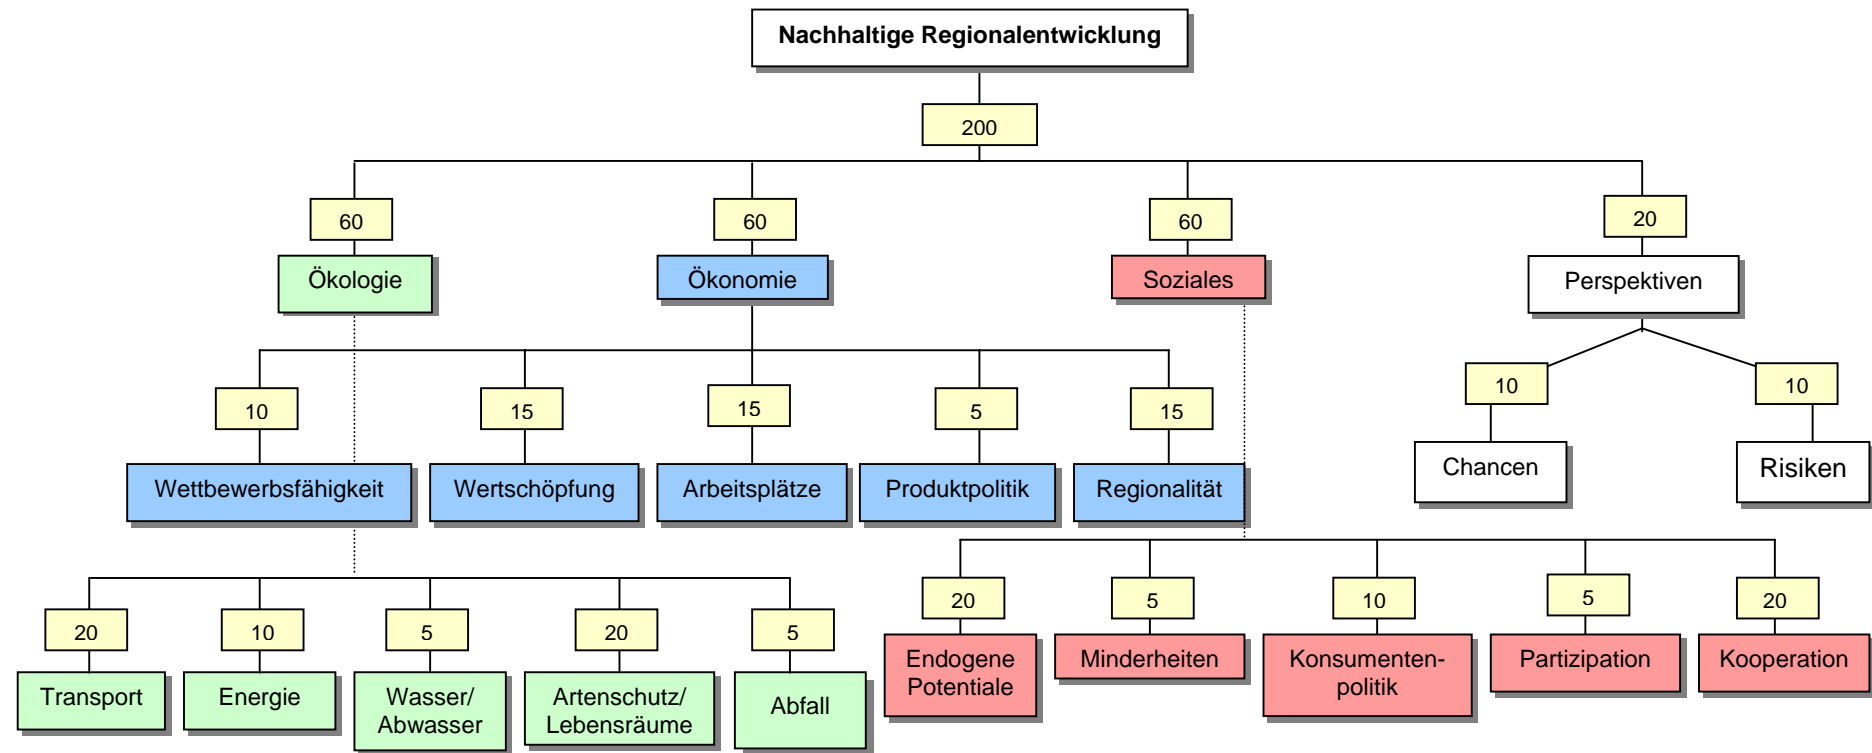 Nachhaltige Regionalentwicklung
200
60 60 60 20
Ökologie Ökonomie Soziales Perspektiven
10 15 15 5 15 10 10
Wettbewerbsfähigkeit Wertschöpfung Arbeitsplätze Produktpolitik Regionalität Chancen Risiken
20 5 10 5 20
Endogene
Potentiale
Minderheiten
Konsumenten-
politik
Partizipation
Kooperation
20 10 5 20 5
Transport
Energie
Wasser/
Abwasser
Artenschutz/
Lebensräume
Abfall